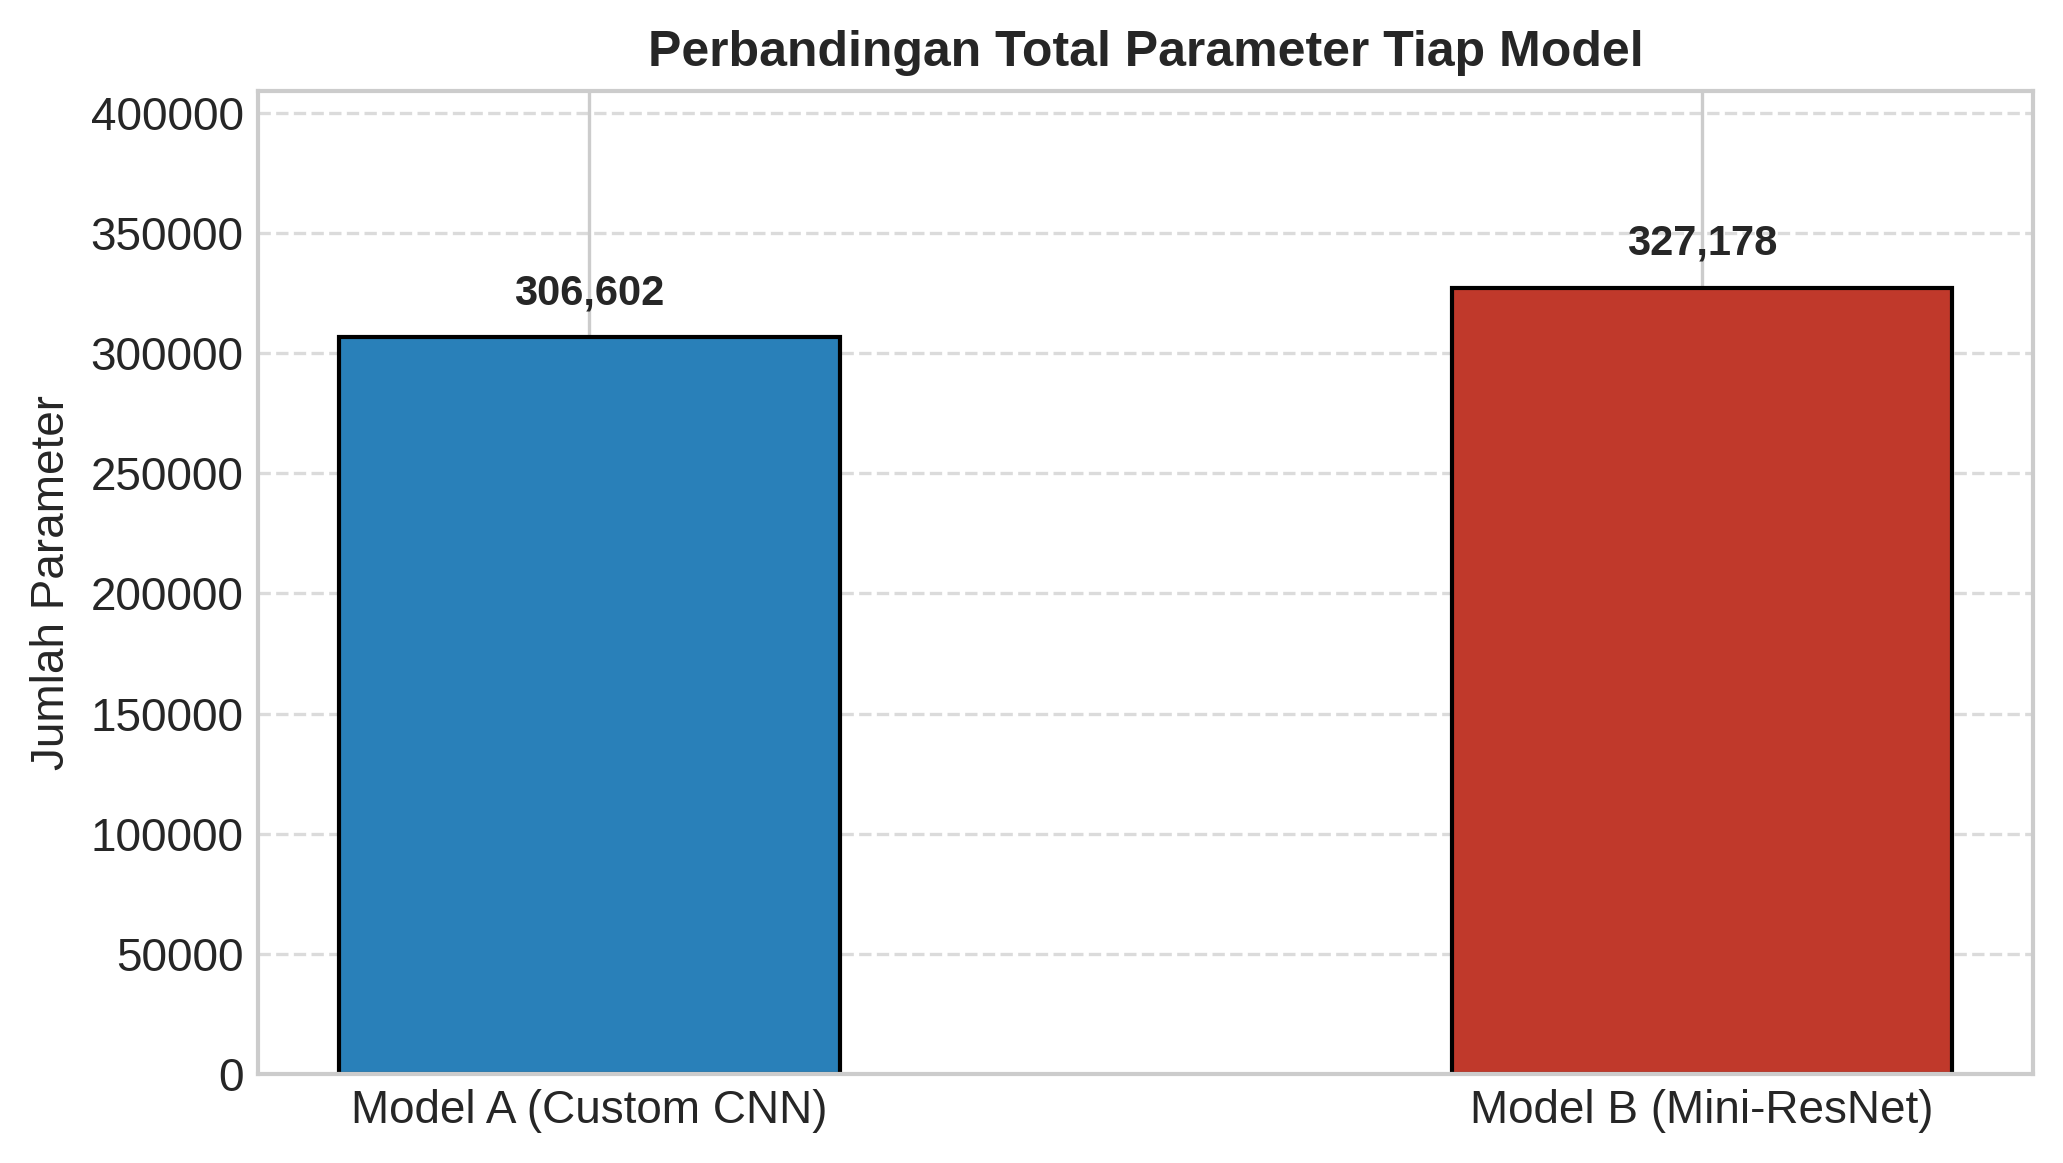 Perbandingan Total Parameter Tiap Model
Jumlah Parameter
400000
350000
300000
250000
200000
150000
100000
50000
0
306,602
327,178
Model A (Custom CNN)
Model B (Mini-ResNet)